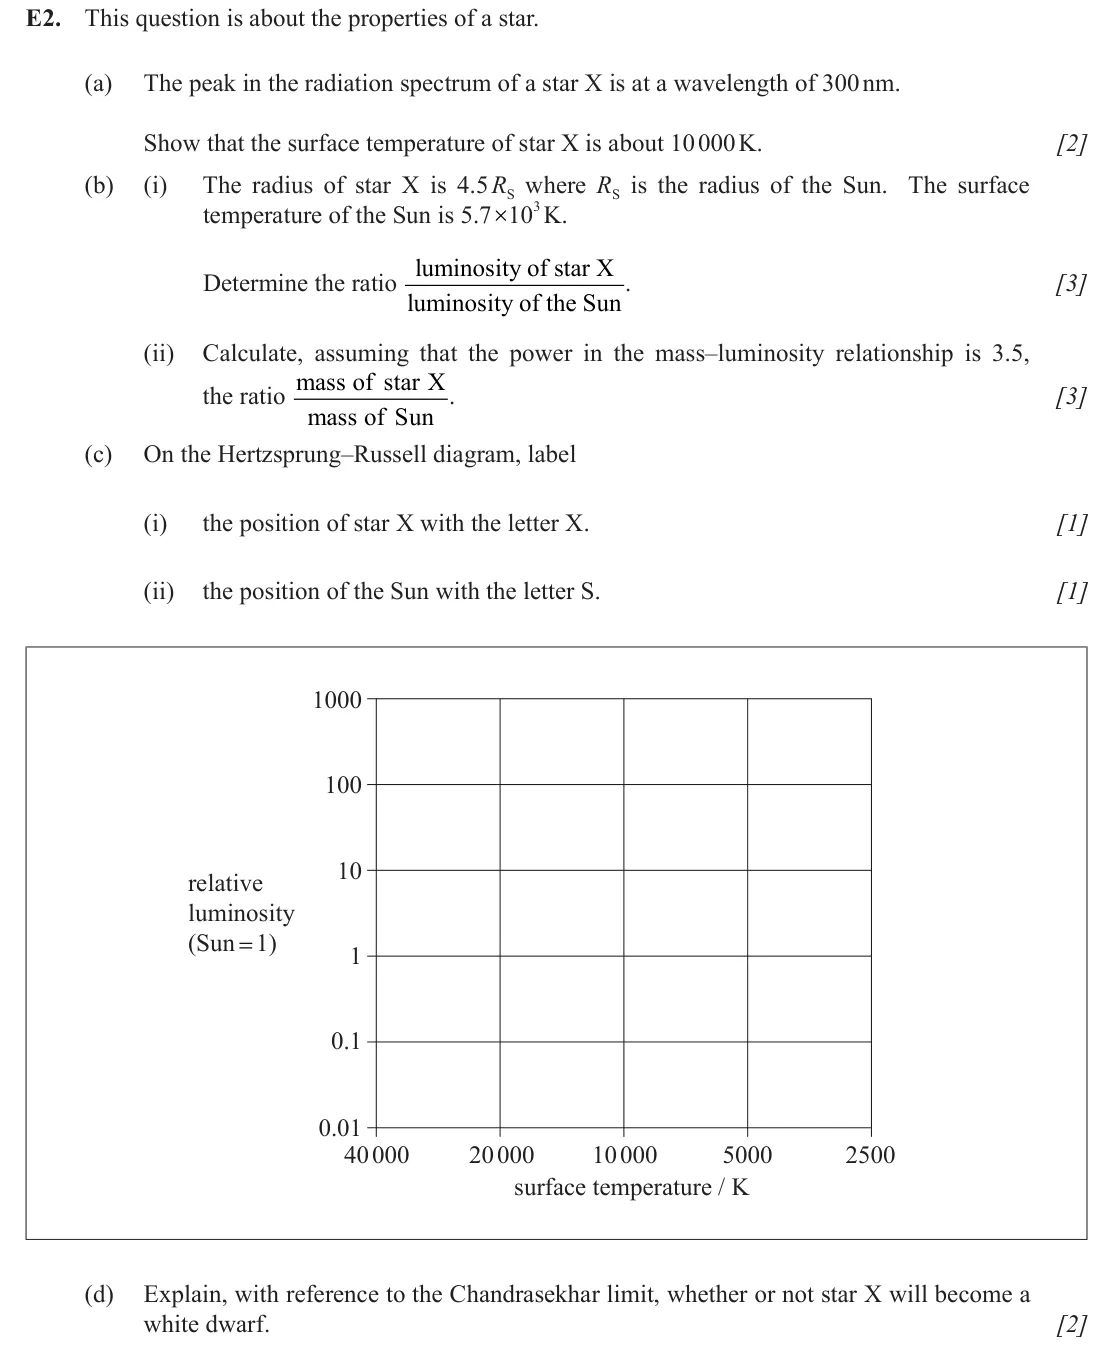 E2. This question is about the properties of a star.
(a) The peak in the radiation spectrum of a star X is at a wavelength of 300 nm.
Show that the surface temperature of star X is about 10 000 K. [2]
(b) (i) The radius of star X is 4.5 R_S where R_S is the radius of the Sun. The surface
temperature of the Sun is 5.7×10³ K.
luminosity of star X
Determine the ratio . [3]
luminosity of the Sun
(ii) Calculate, assuming that the power in the mass–luminosity relationship is 3.5,
mass of star X
the ratio . [3]
mass of Sun
(c) On the Hertzsprung–Russell diagram, label
(i) the position of star X with the letter X. [1]
(ii) the position of the Sun with the letter S. [1]
1000
100
10
relative
luminosity
(Sun = 1)
1
0.1
0.01
40 000 20 000 10 000 5000 2500
surface temperature / K
(d) Explain, with reference to the Chandrasekhar limit, whether or not star X will become a
white dwarf. [2]